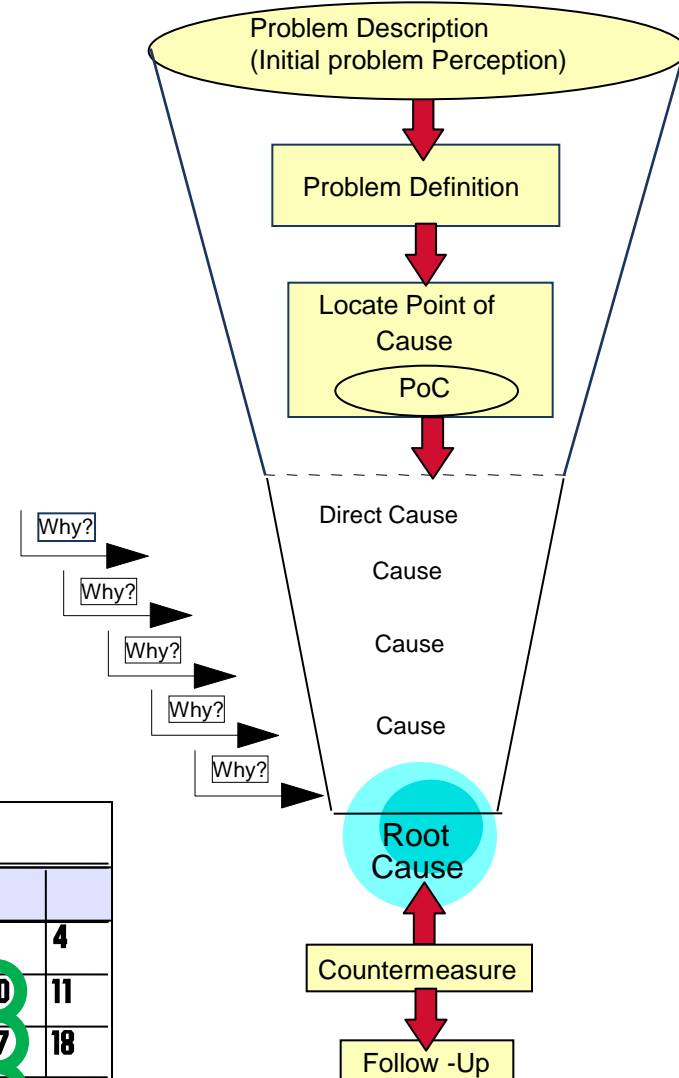 Problem Description
(Initial problem Perception)
Problem Definition
Locate Point of
Cause
PoC
Direct Cause
Why?
Cause
Why?
Cause
Why?
Cause
Why?
Why?
Root
Cause
Countermeasure
Follow -Up
4
11
18